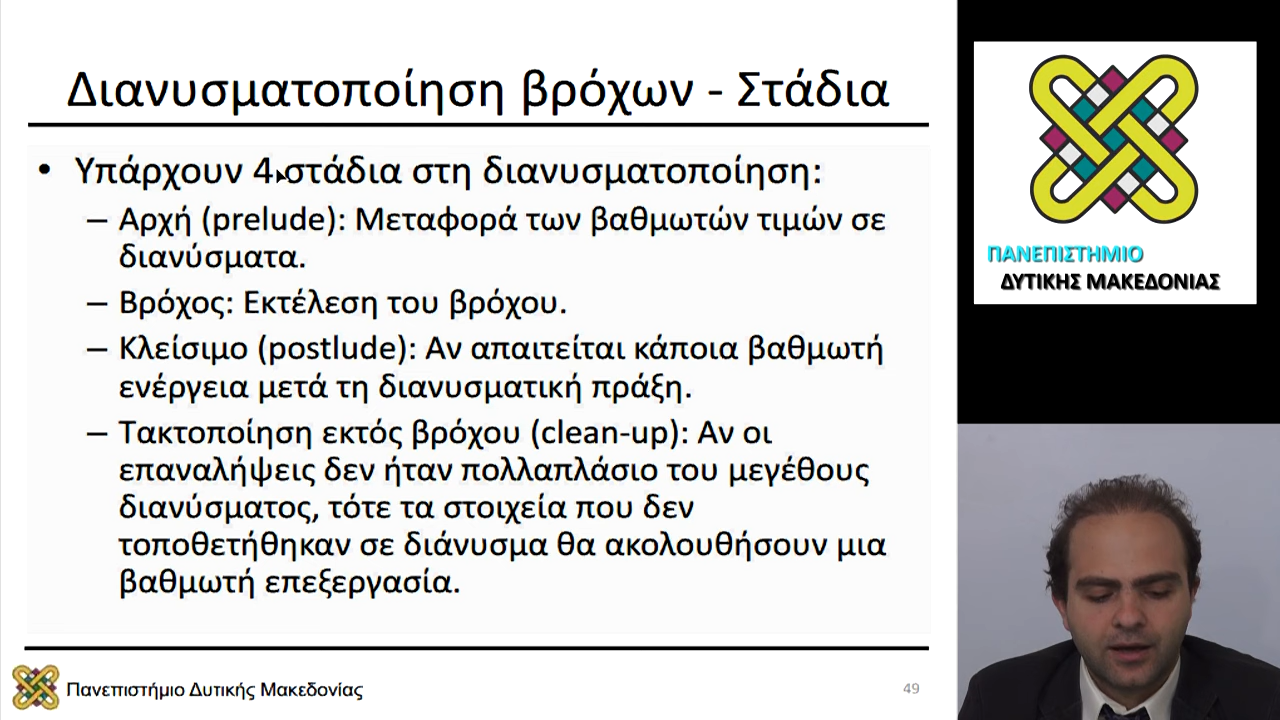 Διανυσματοποίηση βρόχων - Στάδια
• Υπάρχουν 4 στάδια στη διανυσματοποίηση:
– Αρχή (prelude): Μεταφορά των βαθμωτών τιμών σε
διανύσματα.
– Βρόχος: Εκτέλεση του βρόχου.
– Κλείσιμο (postlude): Αν απαιτείται κάποια βαθμωτή
ενέργεια μετά τη διανυσματική πράξη.
– Τακτοποίηση εκτός βρόχου (clean-up): Αν οι
επαναλήψεις δεν ήταν πολλαπλάσιο του μεγέθους
διανύσματος, τότε τα στοιχεία που δεν
τοποθετήθηκαν σε διάνυσμα θα ακολουθήσουν μια
βαθμωτή επεξεργασία.
Πανεπιστήμιο Δυτικής Μακεδονίας
49
ΠΑΝΕΠΙΣΤΗΜΙΟ
ΔΥΤΙΚΗΣ ΜΑΚΕΔΟΝΙΑΣ